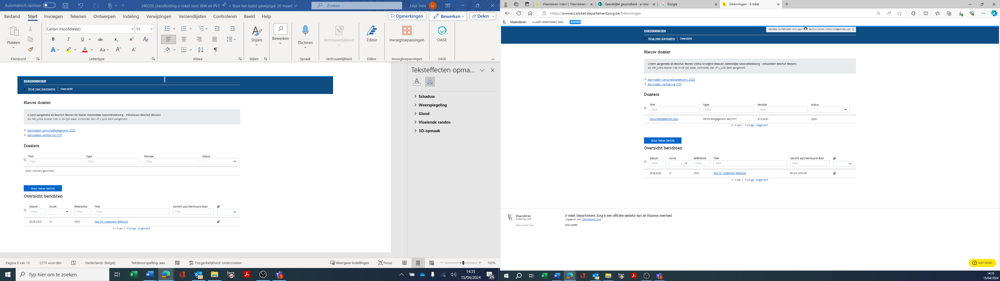 Automatisch opslaan
240320_Handleiding e-loket voor IBW en PVT
• Voor het laatst gewijzigd: 20 maart
Zoeken
Leys Joris
LJ
Bestand Start Invoegen Tekenen Ontwerpen Indeling Verwijzingen Verzendlijsten Controleren Beeld Help
Opmerkingen Bewerken Delen
Calibri (Hoofdtekst) 11
Plakken
Stijlen
Bewerken
Dicteren
Vertrouwelijkheid
Editor
Invoegtoepassingen
OASE
Klembord Lettertype Alinea Stijlen Spraak Vertrouwelijkheid Editor Invoegtoepassingen OASE
ERKENNINGEN
Terug naar startpagina Overzicht
Nieuw dossier
U bent aangemeld als Beschut Wonen De Raster (Geestelijke Gezondheidszorg - Initiatieven Beschut Wonen).
Als het juiste dossier niet in de lijst staat, controleer dan of u juist bent aangemeld.
Aanmaken personeelsgegevens 2021
Aanmaken verklaring COT
Dossiers
Titel Type Periode Status
Filter Filter Filter
Geen dossiers gevonden.
Stuur nieuw bericht
Overzicht berichten
Datum In/uit Referentie Titel Gericht aan/Verstuurd door
Filter Filter Filter Filter
18.08.2023 In 0001 Test GV uitgebreid 18082023
1 - 1 van 1 Vorige Volgende
Teksteffecten opma...
Schaduw
Weerspiegeling
Gloed
Vloeiende randen
3D-opmaak
Pagina 8 van 16 2270 woorden Nederlands (België) Tekstvoorspelling: aan Toegankelijkheid: onderzoeken Weergave-instellingen Focus 160%
Typ hier om te zoeken
14:35
15/04/2024
26
Vlaanderen Intern | Vlaanderen.b
Geestelijke gezondheid - e-loket
Google
Erkenningen - E-loket
https://wwwacc.eloket.departementzorg.be/Erkenningen
Vlaanderen E-LOKET DEPARTEMENT ZORG ACCEPTATIE
ERKENNINGEN
Helpdesk (SUPERUSER: Joris Leys) Beschut Wonen Vistha (vroegere Bewust)
Terug naar startpagina Overzicht
Nieuw dossier
U bent aangemeld als Beschut Wonen Vistha (vroegere Bewust) (Geestelijke Gezondheidszorg - Initiatieven Beschut Wonen).
Als het juiste dossier niet in de lijst staat, controleer dan of u juist bent aangemeld.
Aanmaken personeelsgegevens 2023
Aanmaken verklaring COT
Dossiers
Titel Type Periode Status
Filter Filter Filter
Personeelsgegevens 2021 Personeelsgegevens IBW/PVT 31.12.2021 Open
1 - 1 van 1 Vorige Volgende
Stuur nieuw bericht
Overzicht berichten
Datum In/uit Referentie Titel Gericht aan/Verstuurd door
Filter Filter Filter Filter
18.08.2023 In 0001 Test GV uitgebreid 18082023 Bruno Dhondt
1 - 1 van 1 Vorige Volgende
Vlaanderen
verbeelding werkt
E-loket Departement Zorg is een officiële website van de Vlaamse overheid
uitgegeven door Departement Zorg
DISCLAIMER
HULP NODIG?
14:35
15/04/2024